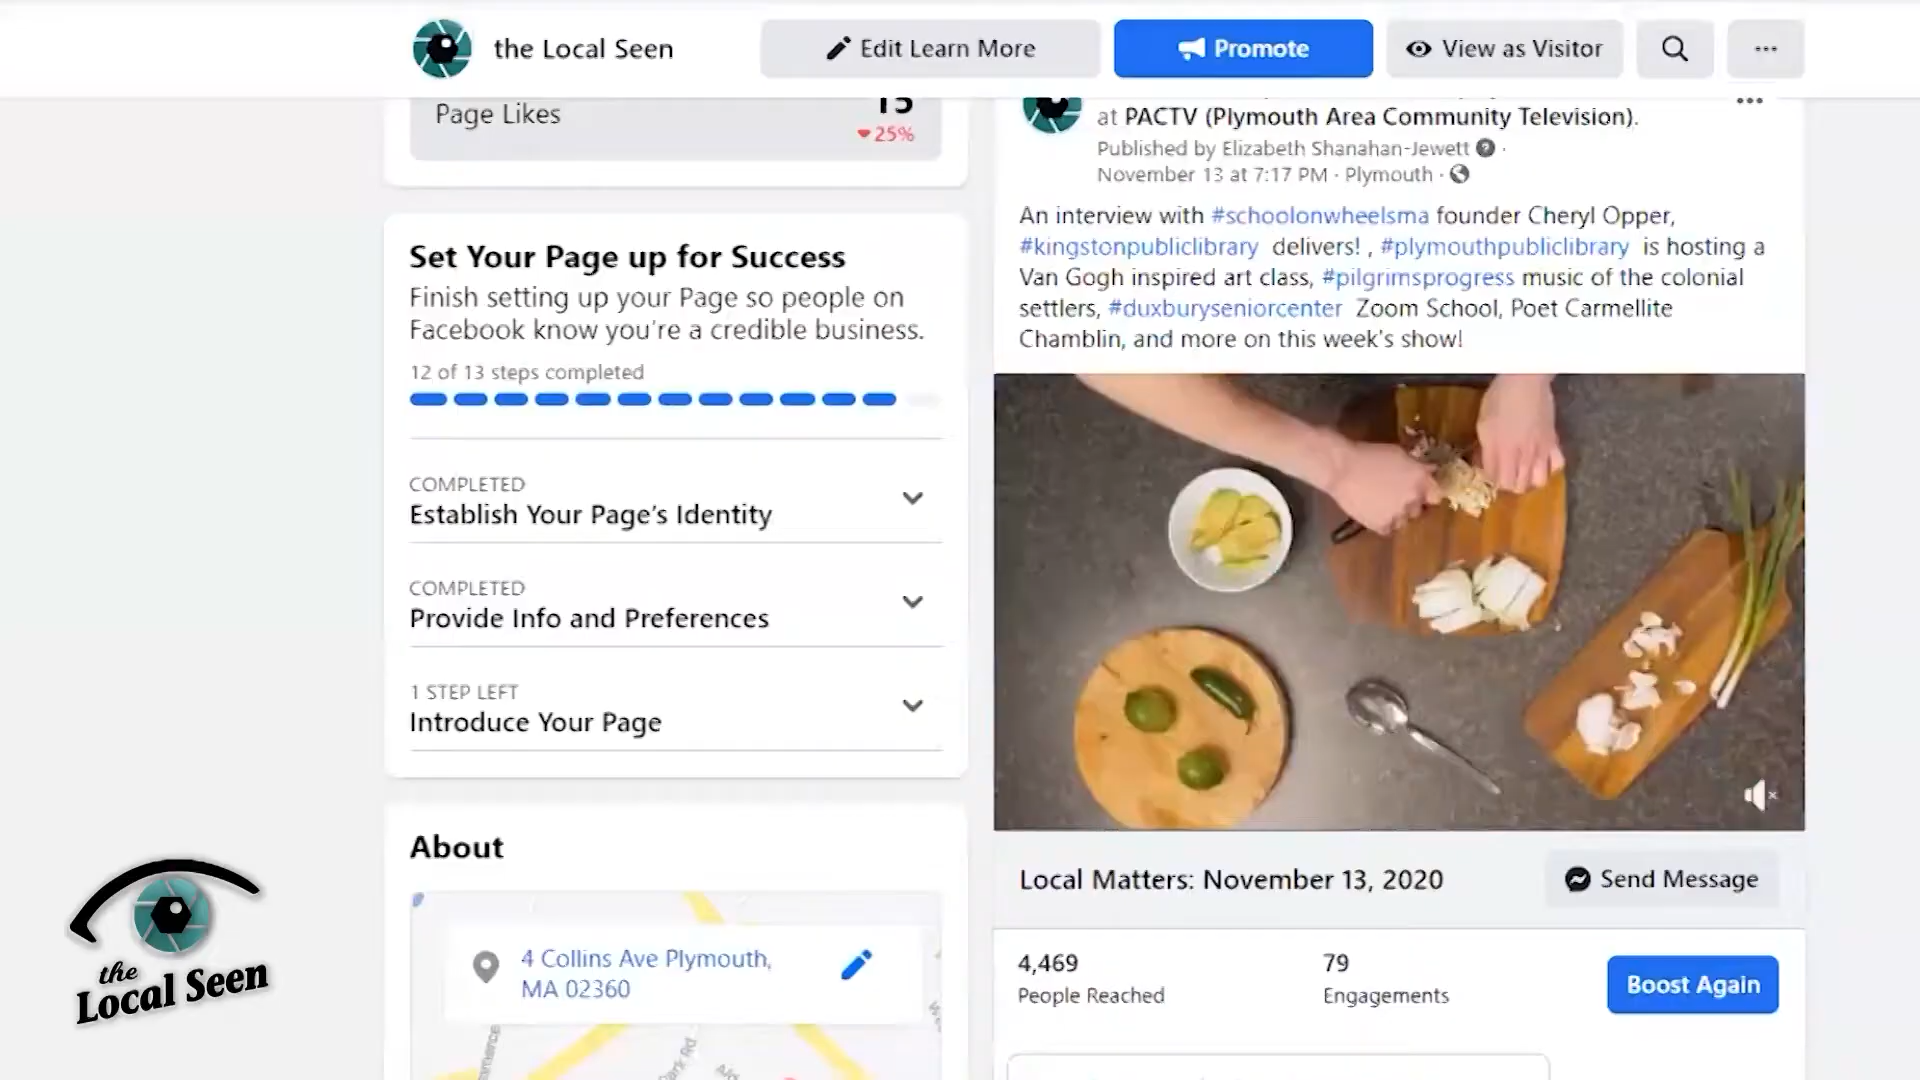 the Local Seen
Edit Learn More
Promote
View as Visitor
...
Page Likes
15
25%
Set Your Page up for Success
Finish setting up your Page so people on
Facebook know you're a credible business.
12 of 13 steps completed
COMPLETED
Establish Your Page's Identity
COMPLETED
Provide Info and Preferences
1 STEP LEFT
Introduce Your Page
About
4 Collins Ave Plymouth,
MA 02360
Park Rd
at PACTV (Plymouth Area Community Television).
Published by Elizabeth Shanahan-Jewett ·
November 13 at 7:17 PM · Plymouth ·
An interview with #schoolonwheelsma founder Cheryl Opper,
#kingstonpubliclibrary delivers! , #plymouthpubliclibrary is hosting a
Van Gogh inspired art class, #pilgrimsprogress music of the colonial
settlers, #duxburyseniorcenter Zoom School, Poet Carmellite
Chamblin, and more on this week's show!
Local Matters: November 13, 2020
Send Message
4,469
People Reached
79
Engagements
Boost Again
the
Local Seen